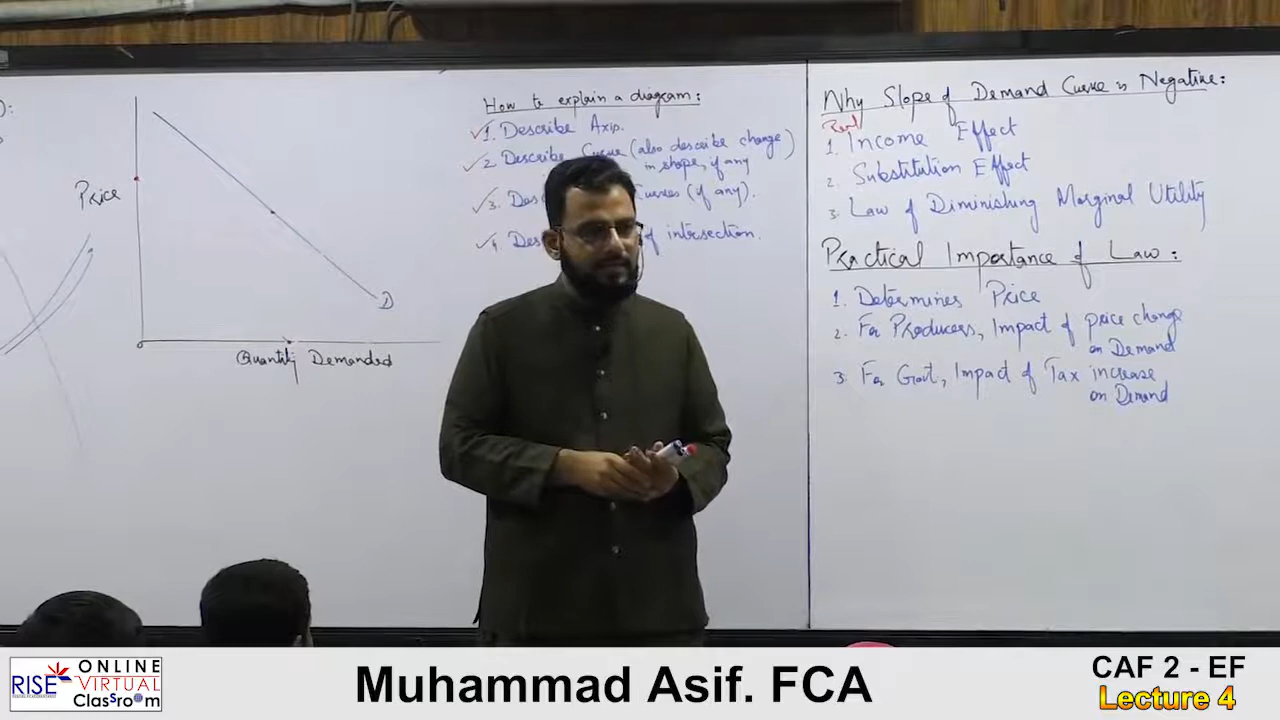 ):
Price
D
Quantity Demanded
How to explain a diagram:
1. Describe Axis.
2. Describe Curve (also describe change
in shape, if any)
3. Des Curves (if any).
4. Des of intersection.
Why Slope of Demand Curve is Negative:
Real
1. Income Effect
2. Substitution Effect
3. Law of Diminishing Marginal Utility
Practical Importance of Law:
1. Determines Price
2. For Producers, Impact of price change
on Demand
3. For Govt, Impact of Tax increase
on Demand
RISE
ONLINE
VIRTUAL
Classroom
Muhammad Asif. FCA
CAF 2 - EF
Lecture 4